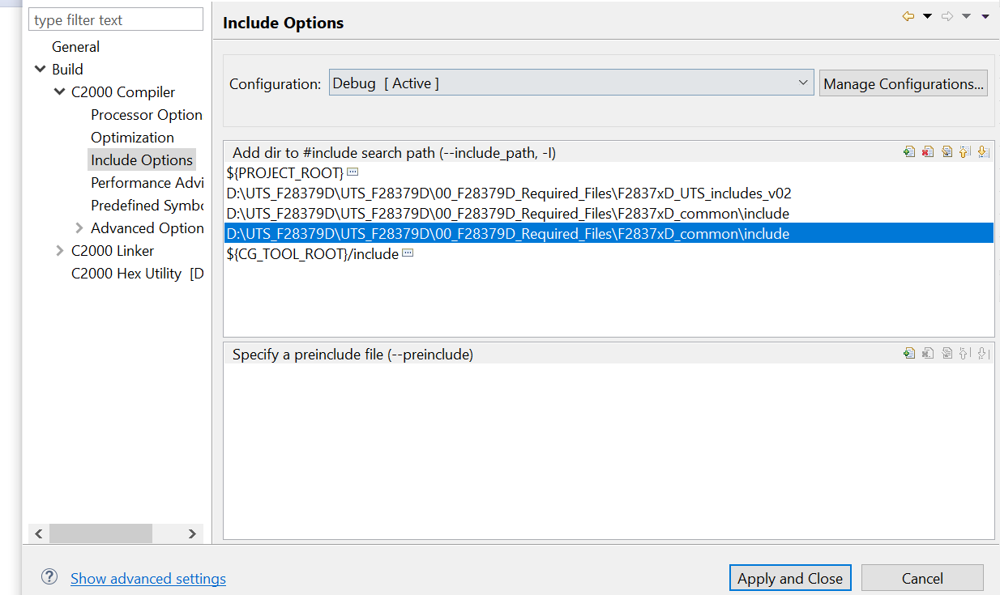 type filter text
General
Build
C2000 Compiler
Processor Option
Optimization
Include Options
Performance Advi
Predefined Symbo
Advanced Option
C2000 Linker
C2000 Hex Utility [D
Include Options
Configuration: Debug [ Active ] Manage Configurations...
Add dir to #include search path (--include_path, -I)
${PROJECT_ROOT}
D:\UTS_F28379D\UTS_F28379D\00_F28379D_Required_Files\F2837xD_UTS_includes_v02
D:\UTS_F28379D\UTS_F28379D\00_F28379D_Required_Files\F2837xD_common\include
D:\UTS_F28379D\UTS_F28379D\00_F28379D_Required_Files\F2837xD_common\include
${CG_TOOL_ROOT}/include
Specify a preinclude file (--preinclude)
Show advanced settings
Apply and Close Cancel